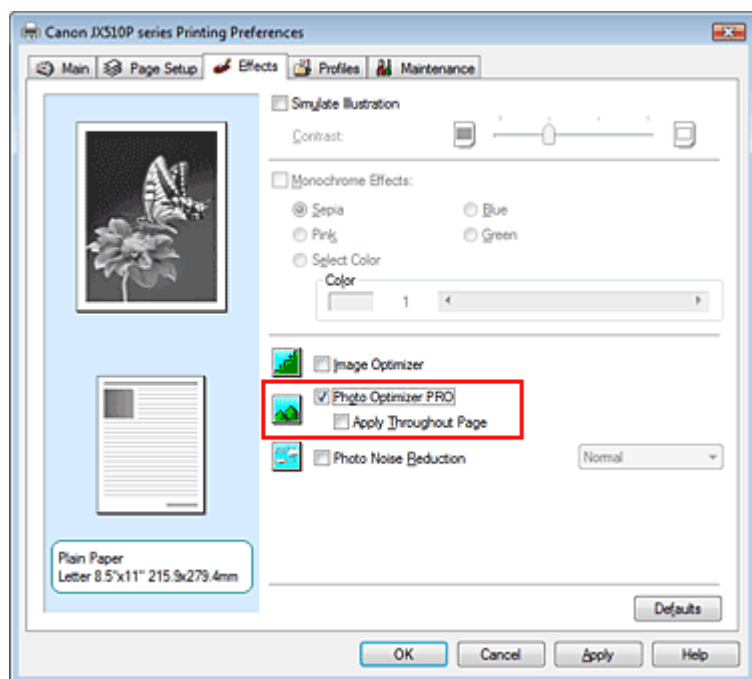 Canon JX510P series Printing Preferences
Main Page Setup Effects Profiles Maintenance
Simulate Illustration
Contrast:
Monochrome Effects:
Sepia Blue
Pink Green
Select Color
Color
1
Image Optimizer
Photo Optimizer PRO
Apply Throughout Page
Photo Noise Reduction Normal
Plain Paper
Letter 8.5"x11" 215.9x279.4mm
Defaults
OK Cancel Apply Help